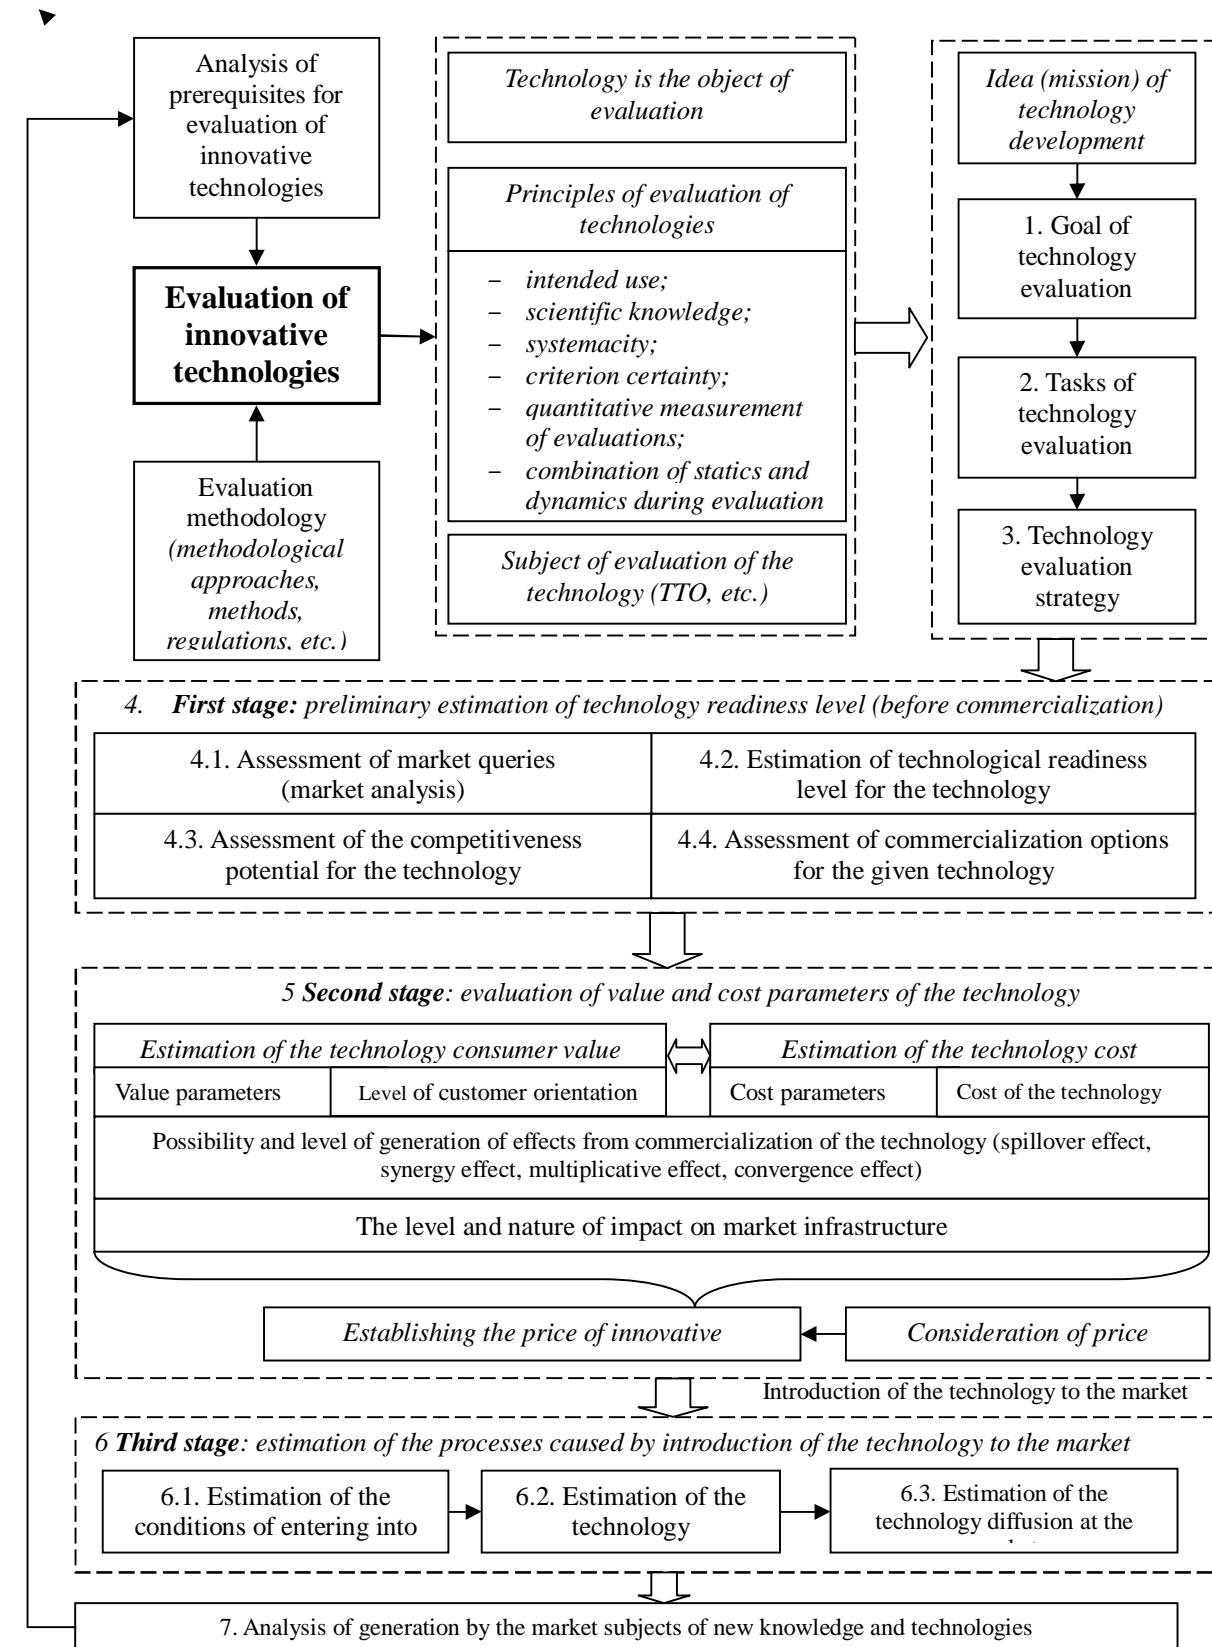 Analysis of
prerequisites for
evaluation of
innovative
technologies
Evaluation of
innovative
technologies
Evaluation
methodology
(methodological
approaches,
methods,
regulations, etc.)
Technology is the object of
evaluation
Principles of evaluation of
technologies
− intended use;
− scientific knowledge;
− systemacity;
− criterion certainty;
− quantitative measurement
of evaluations;
− combination of statics and
dynamics during evaluation
Subject of evaluation of the
technology (TTO, etc.)
Idea (mission) of
technology
development
1. Goal of
technology
evaluation
2. Tasks of
technology
evaluation
3. Technology
evaluation
strategy
4. First stage: preliminary estimation of technology readiness level (before commercialization)
4.1. Assessment of market queries
(market analysis)
4.2. Estimation of technological readiness
level for the technology
4.3. Assessment of the competitiveness
potential for the technology
4.4. Assessment of commercialization options
for the given technology
5 Second stage: evaluation of value and cost parameters of the technology
Estimation of the technology consumer value
Estimation of the technology cost
Value parameters
Level of customer orientation
Cost parameters
Cost of the technology
Possibility and level of generation of effects from commercialization of the technology (spillover effect,
synergy effect, multiplicative effect, convergence effect)
The level and nature of impact on market infrastructure
Establishing the price of innovative
Consideration of price
Introduction of the technology to the market
6 Third stage: estimation of the processes caused by introduction of the technology to the market
6.1. Estimation of the
conditions of entering into
6.2. Estimation of the
technology
6.3. Estimation of the
technology diffusion at the
7. Analysis of generation by the market subjects of new knowledge and technologies